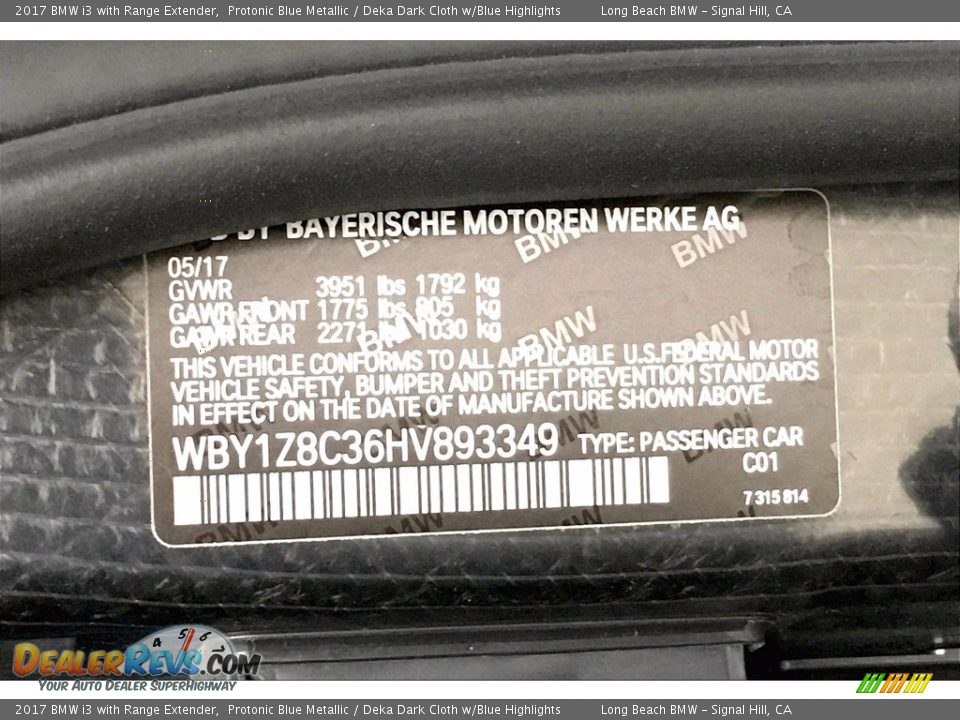 2017 BMW i3 with Range Extender, Protonic Blue Metallic / Deka Dark Cloth w/Blue Highlights Long Beach BMW - Signal Hill, CA
BY BAYERISCHE MOTOREN WERKE AG
05/17
GVWR 3951 lbs 1792 kg
GAWR FRONT 1775 lbs 805 kg
GAWR REAR 2271 lbs 1030 kg
THIS VEHICLE CONFORMS TO ALL APPLICABLE U.S.FEDERAL MOTOR
VEHICLE SAFETY, BUMPER AND THEFT PREVENTION STANDARDS
IN EFFECT ON THE DATE OF MANUFACTURE SHOWN ABOVE.
WBY1Z8C36HV893349 TYPE: PASSENGER CAR
C01
7 315 814
DEALERREVS.COM
YOUR AUTO DEALER SUPERHIGHWAY
2017 BMW i3 with Range Extender, Protonic Blue Metallic / Deka Dark Cloth w/Blue Highlights Long Beach BMW - Signal Hill, CA